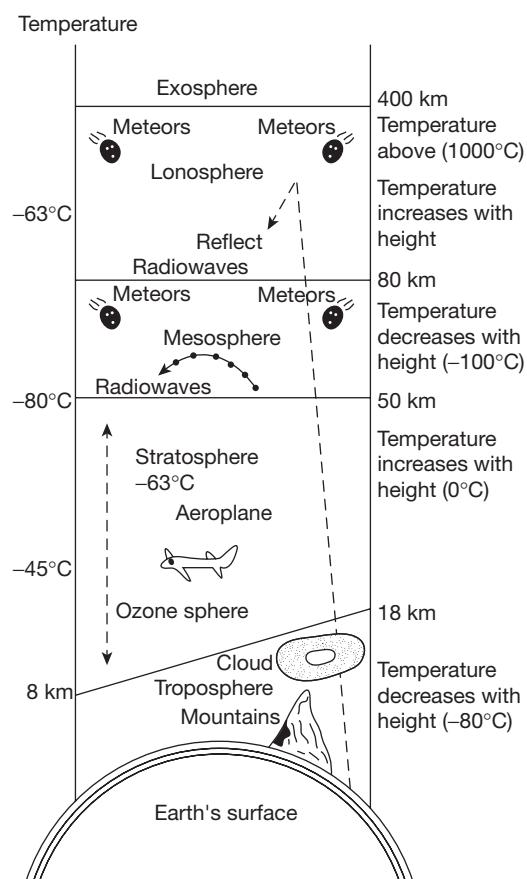 Temperature
Exosphere
400 km
Meteors
Meteors
Temperature
above (1000°C)
Lonosphere
Temperature
increases with
height
–63°C
Reflect
Radiowaves
80 km
Meteors
Meteors
Temperature
decreases with
height (–100°C)
Mesosphere
Radiowaves
–80°C
50 km
Temperature
increases with
height (0°C)
Stratosphere
–63°C
Aeroplane
–45°C
Ozone sphere
18 km
Cloud
Temperature
decreases with
height (–80°C)
Troposphere
8 km
Mountains
Earth's surface